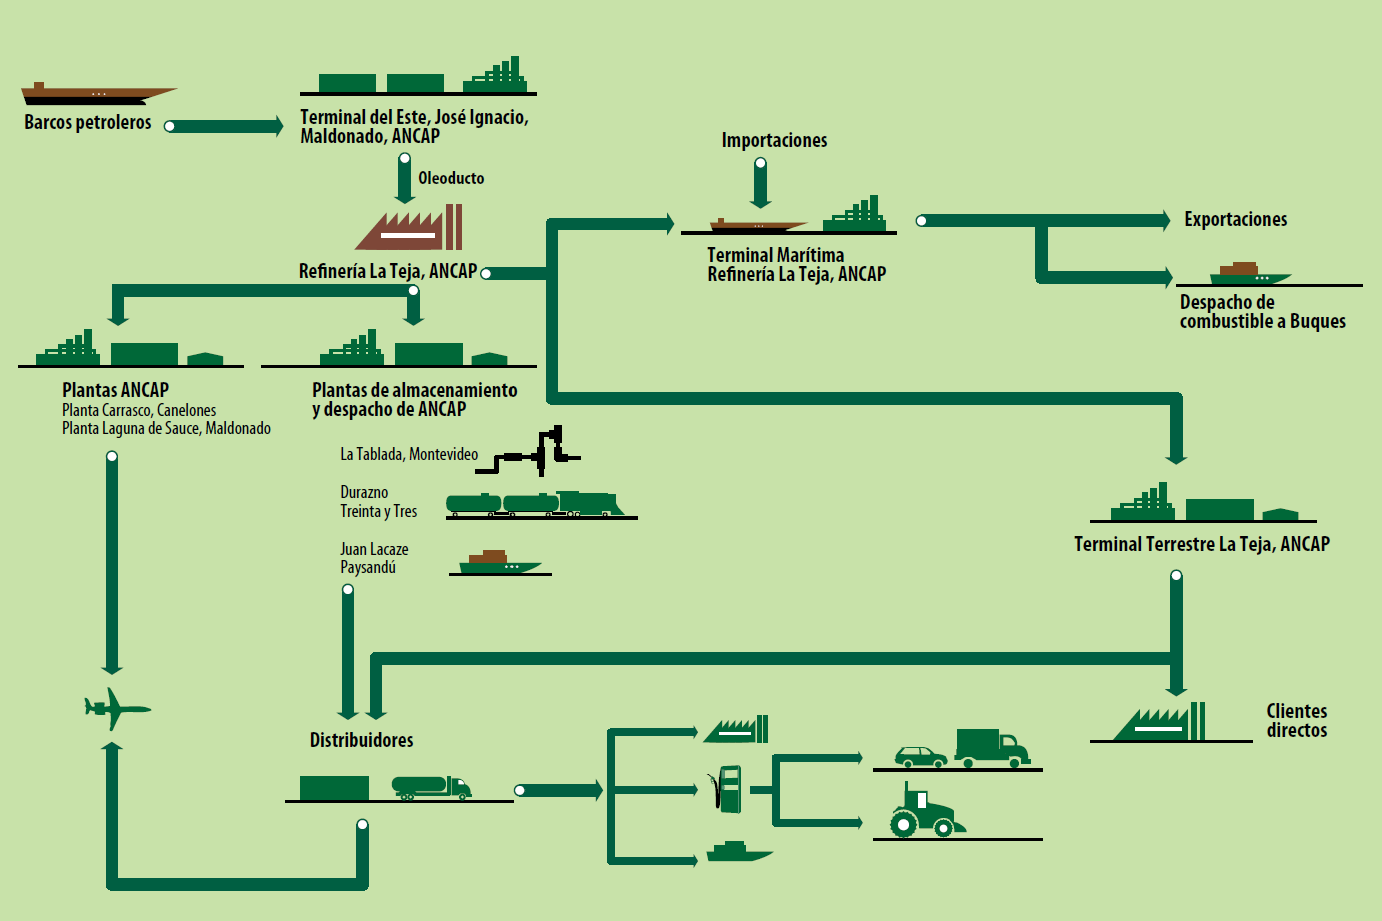 Barcos petroleros
Terminal del Este, José Ignacio,
Maldonado, ANCAP
Oleoducto
Refinería La Teja, ANCAP
Importaciones
Terminal Marítima
Refinería La Teja, ANCAP
Exportaciones
Despacho de
combustible a Buques
Plantas ANCAP
Planta Carrasco, Canelones
Planta Laguna de Sauce, Maldonado
Plantas de almacenamiento
y despacho de ANCAP
La Tablada, Montevideo
Durazno
Treinta y Tres
Juan Lacaze
Paysandú
Terminal Terrestre La Teja, ANCAP
Distribuidores
Clientes
directos